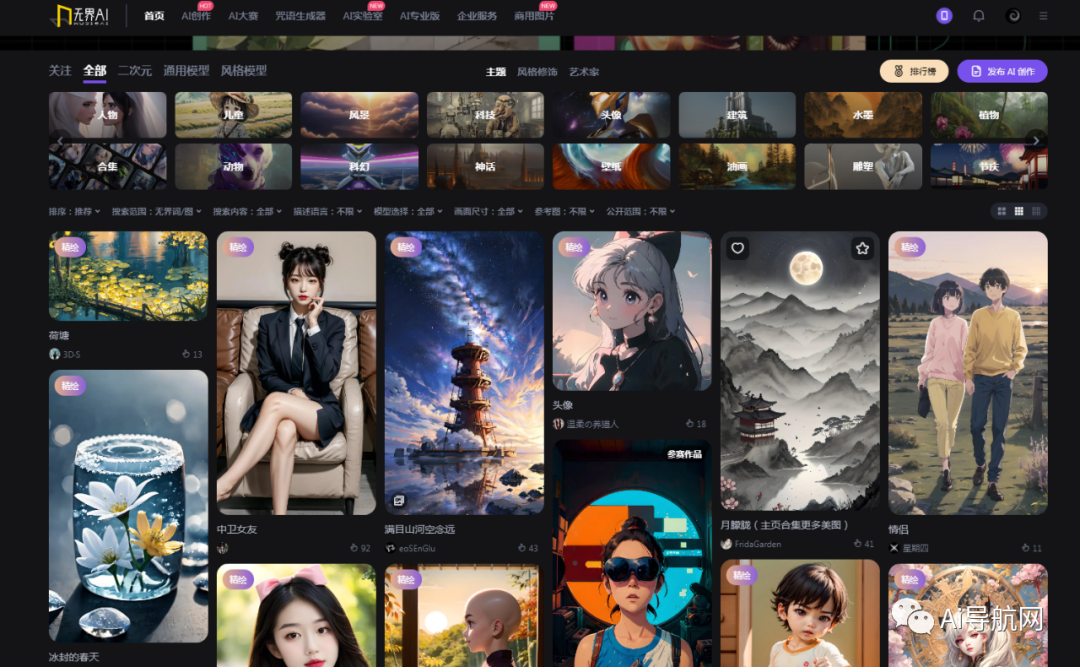 无界AI
首页 AI创作 HOT AI大赛 咒语生成器 AI实验室 NEW AI专业版 企业服务 商用图片 NEW
关注 全部 二次元 通用模型 风格模型
主题 风格修饰 艺术家
排行榜 发布 AI 创作
人物 儿童 风景 科技 头像 建筑 水墨 植物
合集 动物 科幻 神话 壁纸 油画 雕塑 节庆
排序：推荐 搜索范围：无界词/图 搜索内容：全部 描述语言：不限 模型选择：全部 画面尺寸：全部 参考图：不限 公开范围：不限
精绘
荷塘
3D-S 13
精绘
冰封的春天
精绘
中卫女友
92
精绘
精绘
满目山河空念远
eoSEnGlu 43
精绘
精绘
头像
温柔の养猫人 18
参赛作品
月朦胧（主页合集更多美图）
FridaGarden 41
精绘
精绘
情侣
星期四 11
精绘
Ai导航网